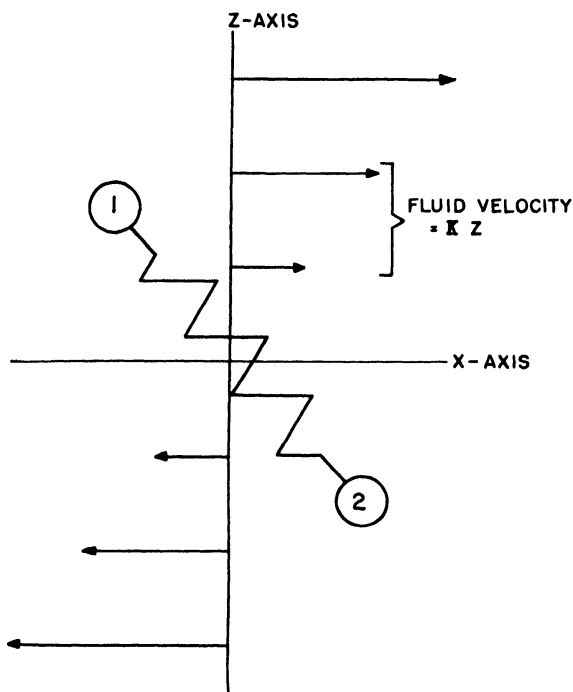 Z-AXIS
1
FLUID VELOCITY
= K Z
X-AXIS
2